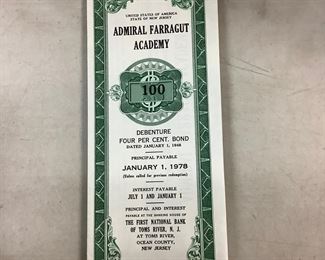 UNITED STATES OF AMERICA
STATE OF NEW JERSEY
ADMIRAL FARRAGUT
ACADEMY
100
DEBENTURE
FOUR PER CENT. BOND
DATED JANUARY 1, 1948
PRINCIPAL PAYABLE
JANUARY 1, 1978
(Unless called for previous redemption)
INTEREST PAYABLE
JULY 1 AND JANUARY 1
PRINCIPAL AND INTEREST
PAYABLE AT THE BANKING HOUSE OF
THE FIRST NATIONAL BANK
OF TOMS RIVER, N. J.
AT TOMS RIVER,
OCEAN COUNTY,
NEW JERSEY